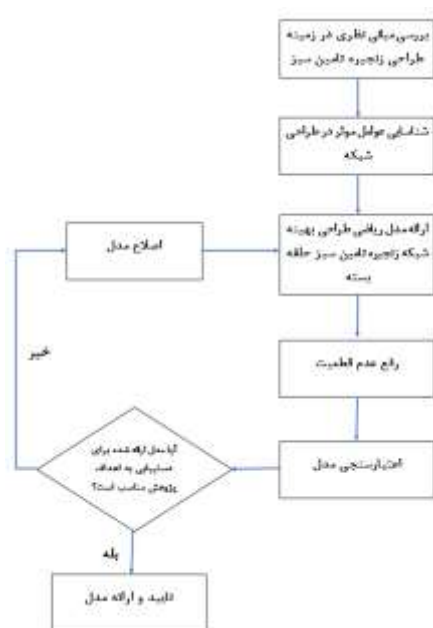 بررسی مبانی نظری در زمینه
طراحی زنجیره تامین سبز
شناسایی عوامل موثر در طراحی
شبکه
ارائه مدل ریاضی طراحی بهینه
شبکه زنجیره تامین سبز حلقه
بسته
اصلاح مدل
رفع عدم قطعیت
خیر
اعتبارسنجی مدل
آیا مدل ارائه شده برای
دستیابی به اهداف
پژوهش مناسب است؟
بله
تایید و ارائه مدل